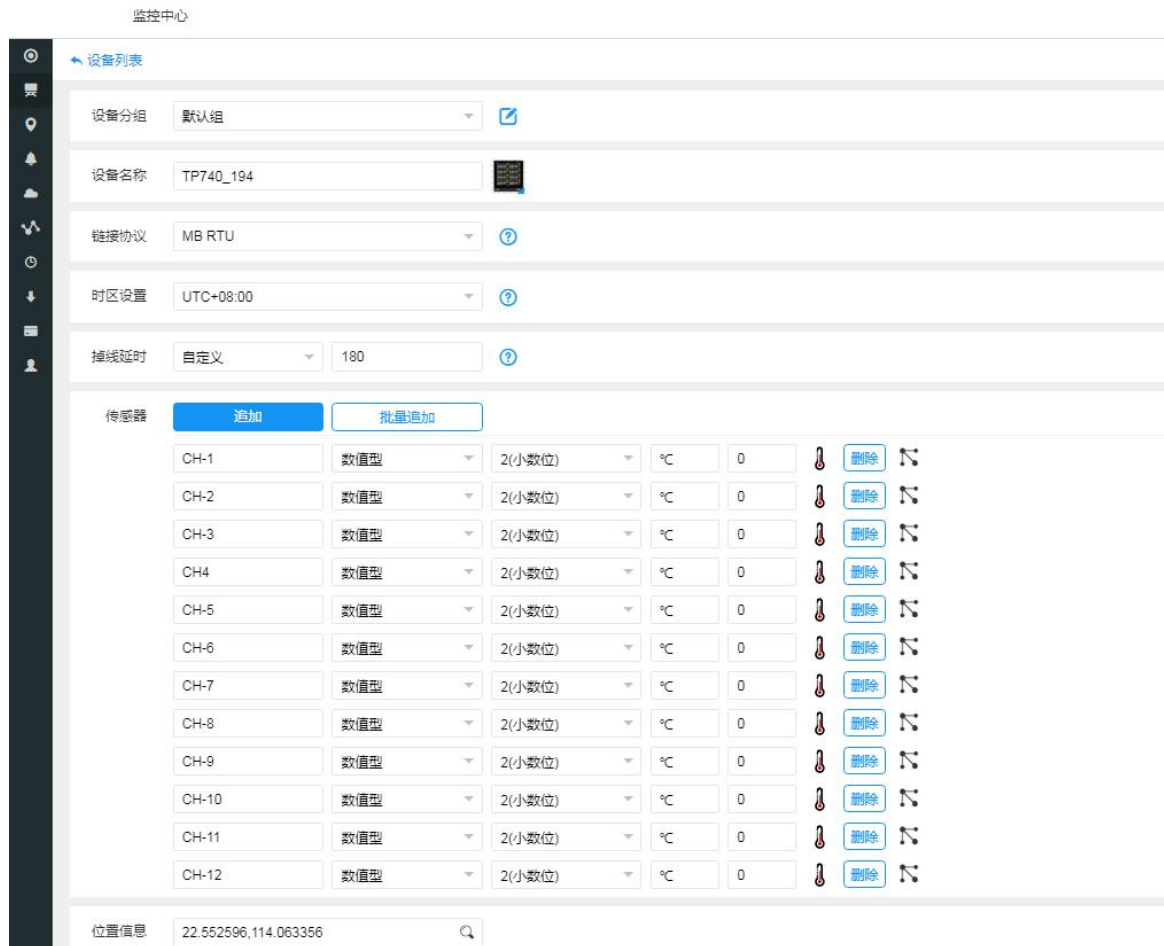 监控中心
设备列表
设备分组 默认组
设备名称 TP740_194
链接协议 MB RTU
时区设置 UTC+08:00
掉线延时 自定义 180
传感器 追加 批量追加
CH-1 数值型 2(小数位) ℃ 0 删除
CH-2 数值型 2(小数位) ℃ 0 删除
CH-3 数值型 2(小数位) ℃ 0 删除
CH4 数值型 2(小数位) ℃ 0 删除
CH-5 数值型 2(小数位) ℃ 0 删除
CH-6 数值型 2(小数位) ℃ 0 删除
CH-7 数值型 2(小数位) ℃ 0 删除
CH-8 数值型 2(小数位) ℃ 0 删除
CH-9 数值型 2(小数位) ℃ 0 删除
CH-10 数值型 2(小数位) ℃ 0 删除
CH-11 数值型 2(小数位) ℃ 0 删除
CH-12 数值型 2(小数位) ℃ 0 删除
位置信息 22.552596,114.063356